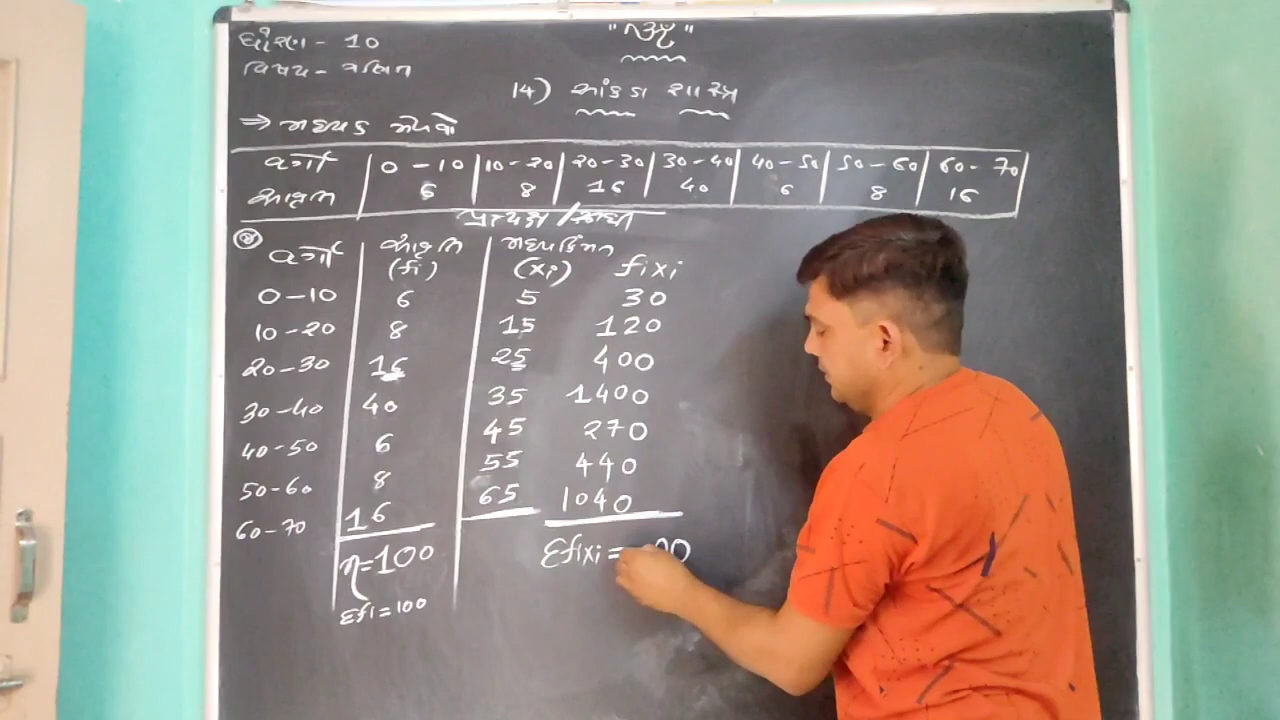 ધોરણ - 10
વિષય - ગણિત
14) આંકડા શાસ્ત્ર
⇒ મધ્યક મેળવો
વર્ગ 0-10 10-20 20-30 30-40 40-50 50-60 60-70
આવૃત્તિ 6 8 16 40 6 8 16
પ્રત્યક્ષ /
વર્ગ આવૃત્તિ (fi) મધ્યકિંમત (xi) fixi
0-10 6 5 30
10-20 8 15 120
20-30 16 25 400
30-40 40 35 1400
40-50 6 45 270
50-60 8 55 440
60-70 16 65 1040
n=100 Σfixi = 00
Σfi = 100